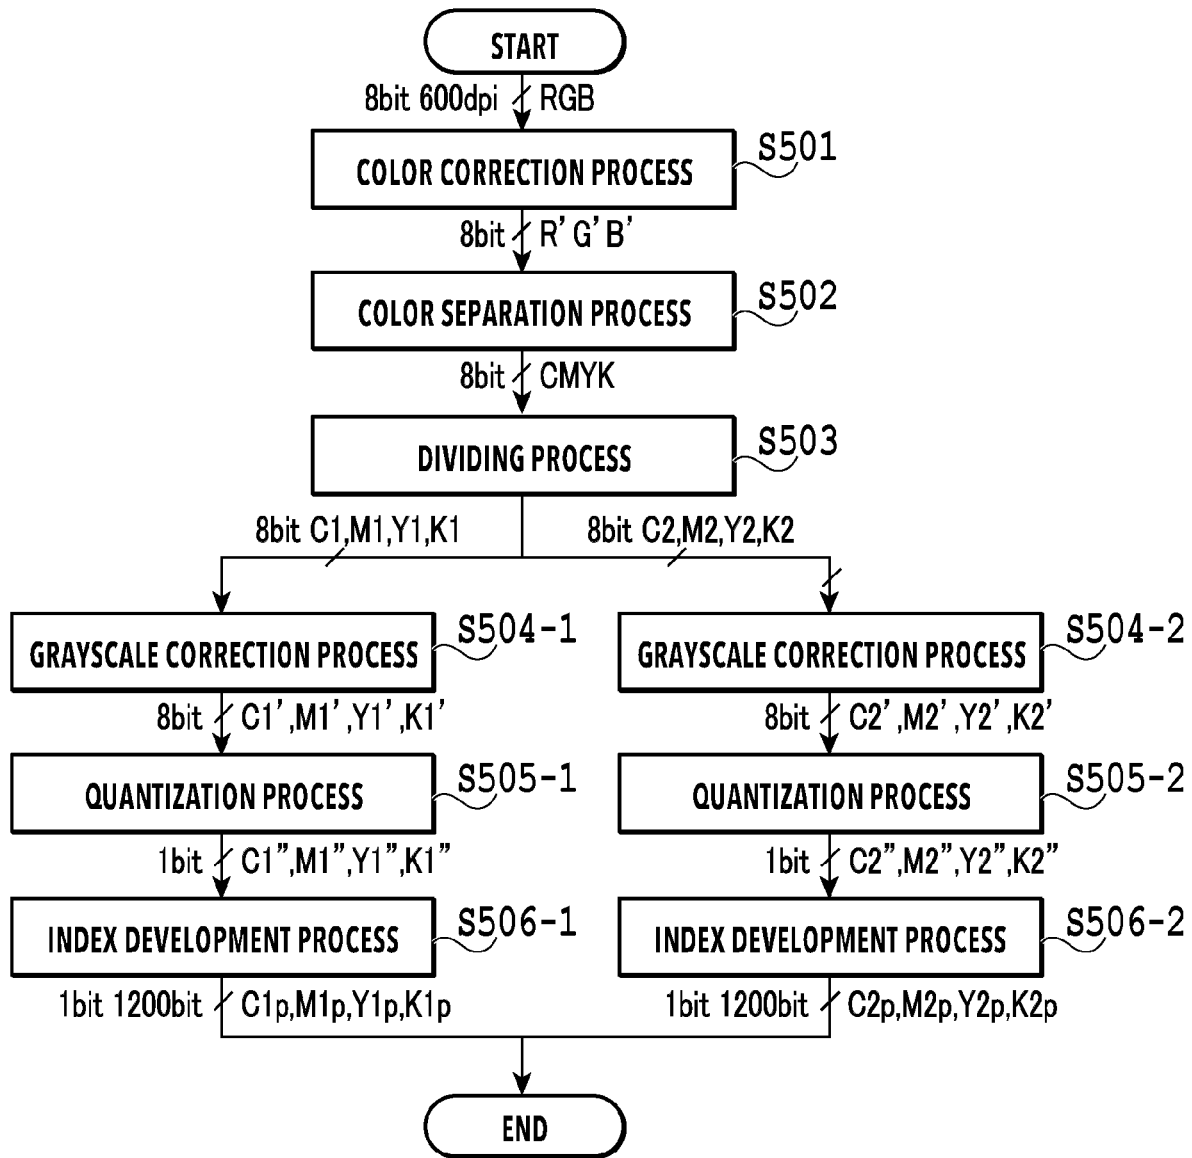 START
8bit 600dpi RGB
COLOR CORRECTION PROCESS S501
8bit R'G'B'
COLOR SEPARATION PROCESS S502
8bit CMYK
DIVIDING PROCESS S503
8bit C1,M1,Y1,K1 8bit C2,M2,Y2,K2
GRAYSCALE CORRECTION PROCESS S504-1 GRAYSCALE CORRECTION PROCESS S504-2
8bit C1',M1',Y1',K1' 8bit C2',M2',Y2',K2'
QUANTIZATION PROCESS S505-1 QUANTIZATION PROCESS S505-2
1bit C1",M1",Y1",K1" 1bit C2",M2",Y2",K2"
INDEX DEVELOPMENT PROCESS S506-1 INDEX DEVELOPMENT PROCESS S506-2
1bit 1200bit C1p,M1p,Y1p,K1p 1bit 1200bit C2p,M2p,Y2p,K2p
END